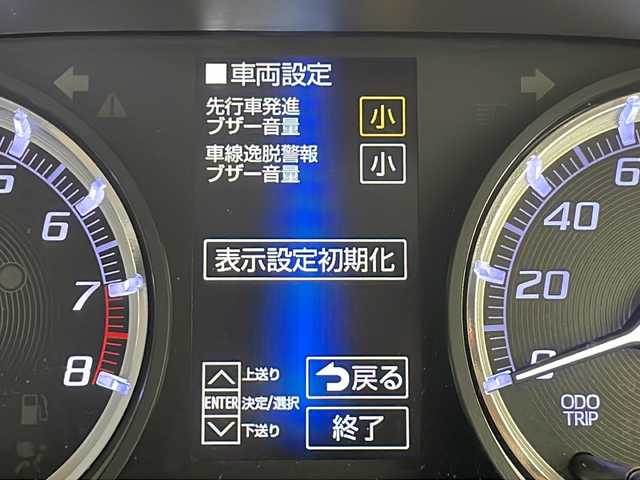 ■車両設定
先行車発進
ブザー音量
小
車線逸脱警報
ブザー音量
小
表示設定初期化
上送り
ENTER 決定/選択
下送り
戻る
終了
5
6
7
8
6
40
20
0
ODO
TRIP